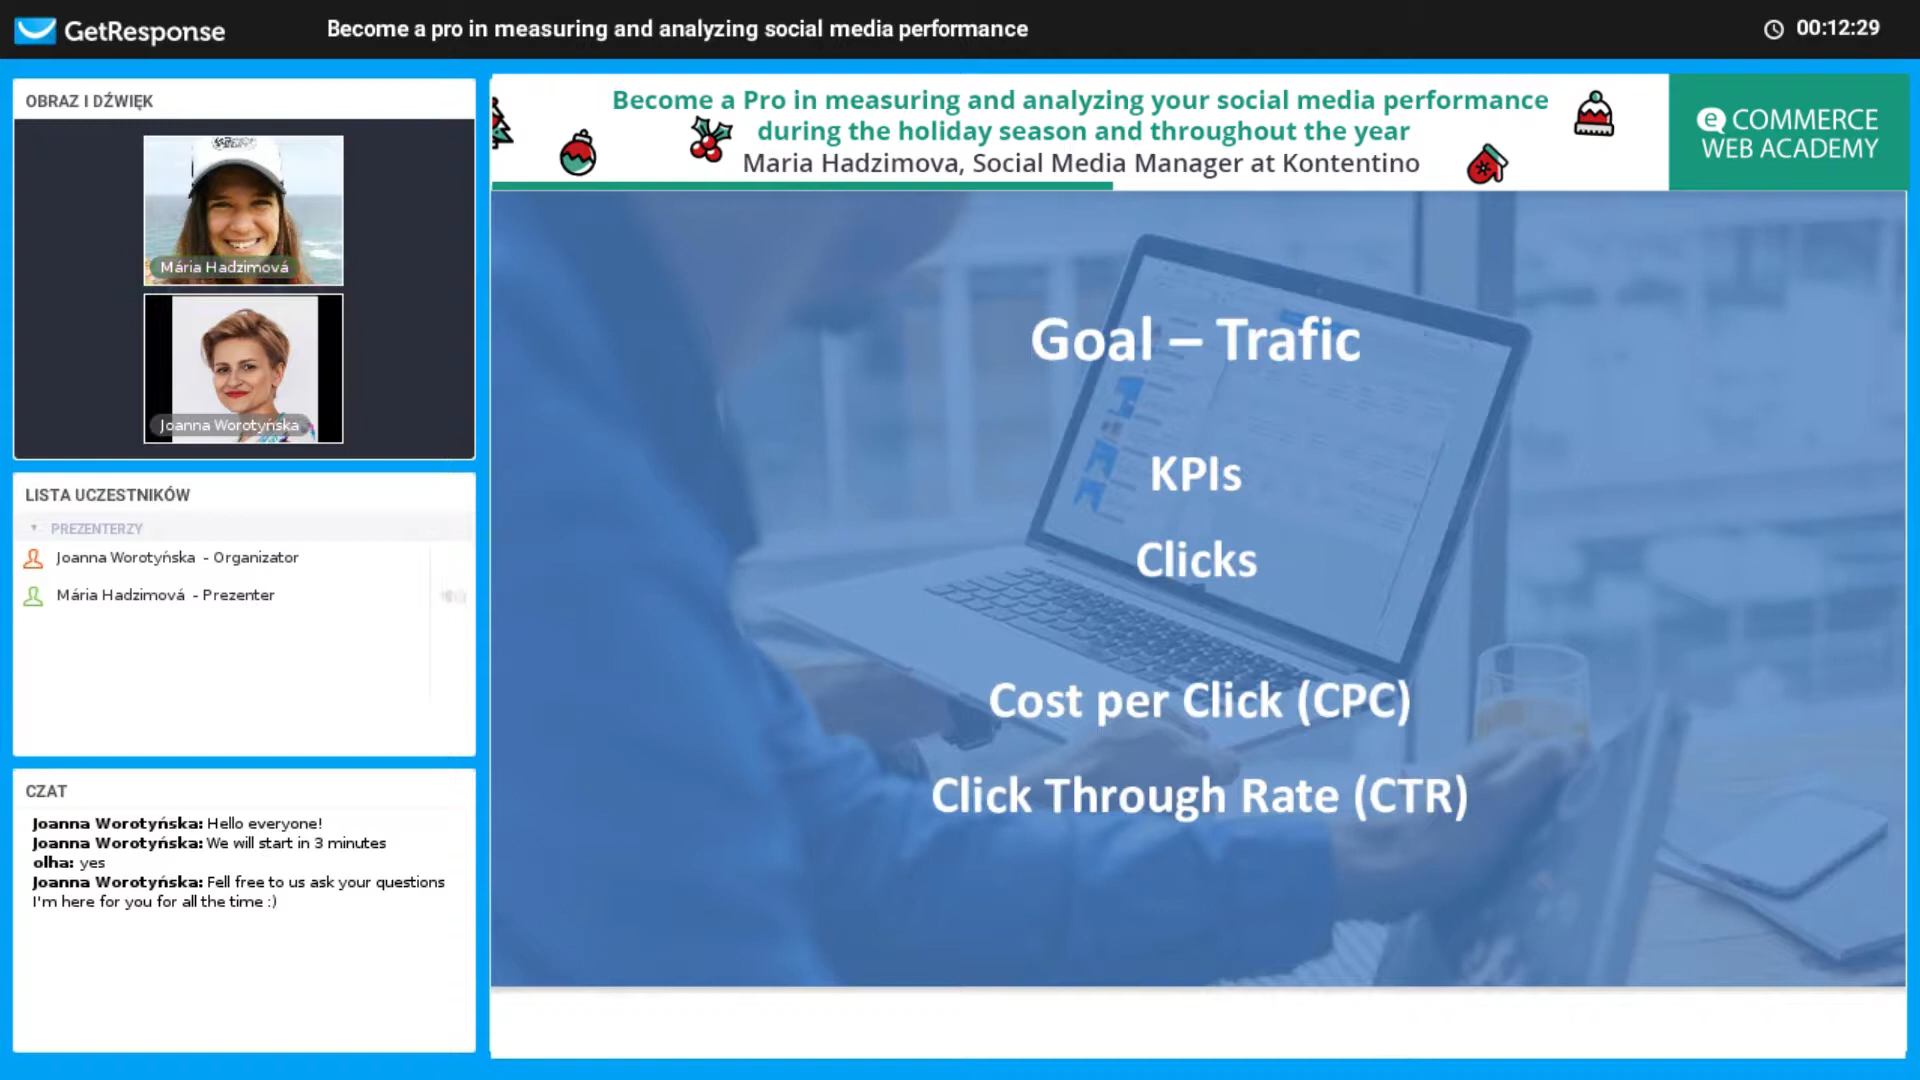 GetResponse
Become a pro in measuring and analyzing social media performance
00:12:29
OBRAZ I DŹWIĘK
Mária Hadzimová
Joanna Worotyńska
LISTA UCZESTNIKÓW
PREZENTERZY
Joanna Worotyńska - Organizator
Mária Hadzimová - Prezenter
CZAT
Joanna Worotyńska: Hello everyone!
Joanna Worotyńska: We will start in 3 minutes
olha: yes
Joanna Worotyńska: Fell free to us ask your questions
I'm here for you for all the time :)
Become a Pro in measuring and analyzing your social media performance
during the holiday season and throughout the year
Maria Hadzimova, Social Media Manager at Kontentino
e COMMERCE
WEB ACADEMY
Goal – Trafic
KPIs
Clicks
Cost per Click (CPC)
Click Through Rate (CTR)